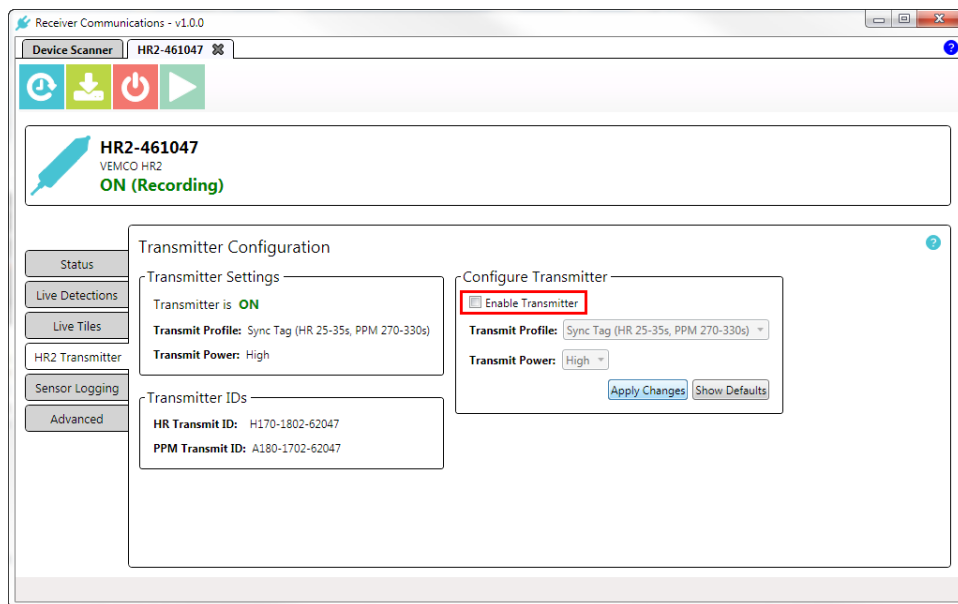 Receiver Communications - v1.0.0
Device Scanner HR2-461047
HR2-461047
VEMCO HR2
ON (Recording)
Status
Live Detections
Live Tiles
HR2 Transmitter
Sensor Logging
Advanced
Transmitter Configuration
?
Transmitter Settings
Transmitter is ON
Transmit Profile: Sync Tag (HR 25-35s, PPM 270-330s)
Transmit Power: High
Transmitter IDs
HR Transmit ID: H170-1802-62047
PPM Transmit ID: A180-1702-62047
Configure Transmitter
Enable Transmitter
Transmit Profile: Sync Tag (HR 25-35s, PPM 270-330s)
Transmit Power: High
Apply Changes Show Defaults
?